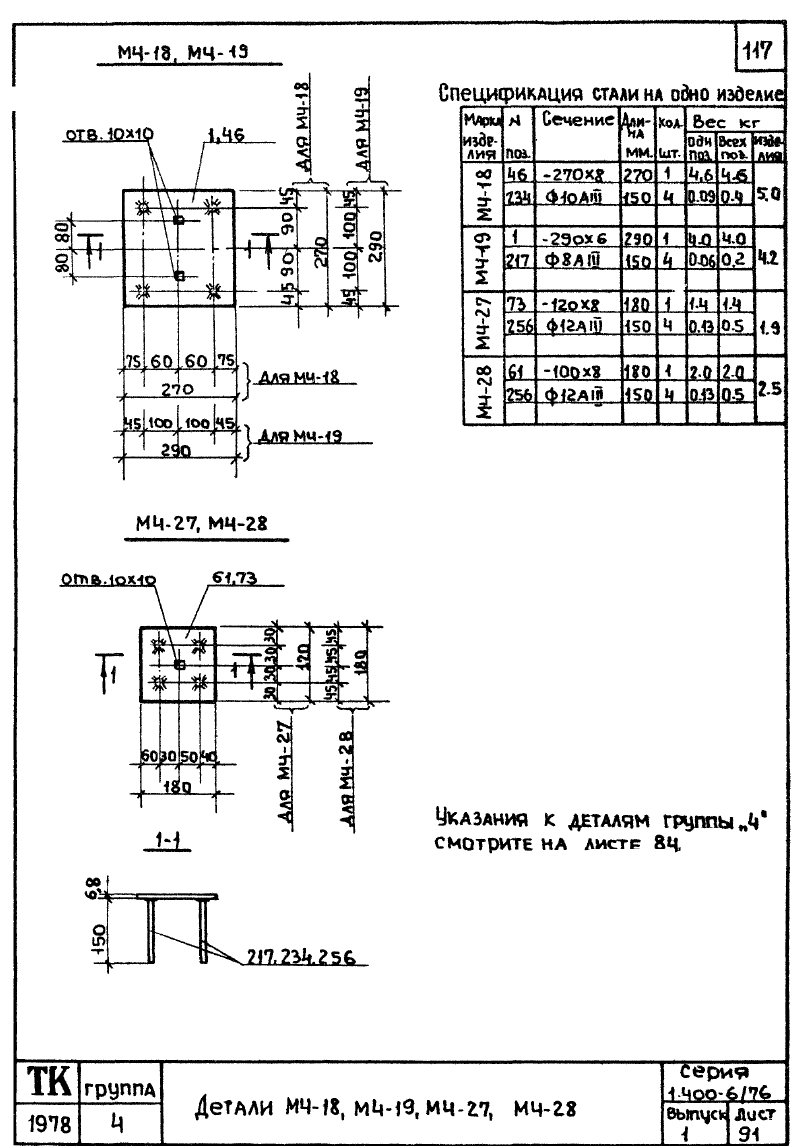 117
МЧ-18, МЧ-19
ДЛЯ МЧ-18
ДЛЯ МЧ-19
ОТВ. 10х10
1,46
80
80
1
1
45
90
90
45
270
45
100
100
45
290
75 60 60 75
270
ДЛЯ МЧ-18
45 100 100 45
290
ДЛЯ МЧ-19
Спецификация стали на одно изделие
Марка изделия
N поз.
Сечение
Длина мм.
Кол. шт.
Вес кг
Одн поз.
Всех поз.
Изделия
МЧ-18
46 -270х8 270 1 4,6 4.6
234 Ф10АIII 150 4 0.09 0.4
5.0
МЧ-19
1 -290х6 290 1 4.0 4.0
217 Ф8АIII 150 4 0.06 0,2
4.2
МЧ-27
73 -120х8 180 1 1.4 1.4
256 Ф12АIII 150 4 0.13 0.5
1.9
МЧ-28
61 -100х8 180 1 2.0 2.0
256 Ф12АIII 150 4 0.13 0.5
2.5
МЧ-27, МЧ-28
Отв. 10х10
61,73
1
1
30
30
30
30
120
45
45
45
45
180
ДЛЯ МЧ-27
ДЛЯ МЧ-28
60 30 50 40
180
1-1
6,8
150
217. 234. 256
Указания к деталям группы „4"
смотрите на листе 84.
ТК
1978
группа
4
Детали МЧ-18, МЧ-19, МЧ-27, МЧ-28
Серия
1.400-6/76
Выпуск
1
Лист
91